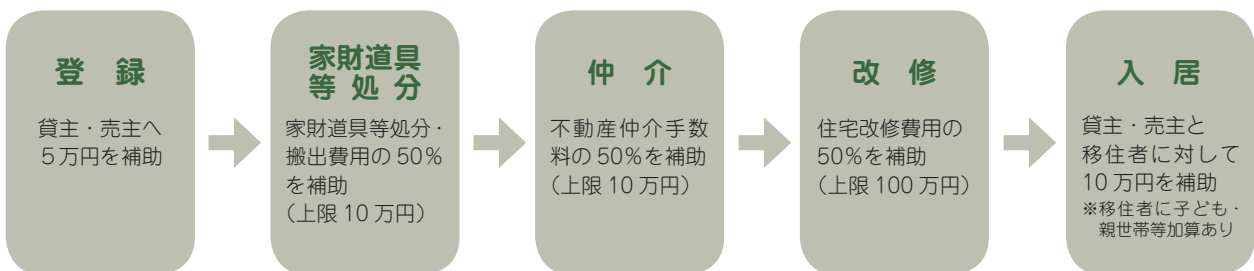 登 録
貸主・売主へ
5万円を補助
家財道具
等 処 分
家財道具等処分・
搬出費用の 50%
を補助
（上限 10 万円）
仲 介
不動産仲介手数
料の 50%を補助
（上限 10 万円）
改 修
住宅改修費用の
50%を補助
（上限 100 万円）
入 居
貸主・売主と
移住者に対して
10 万円を補助
※移住者に子ども・
親世帯等加算あり